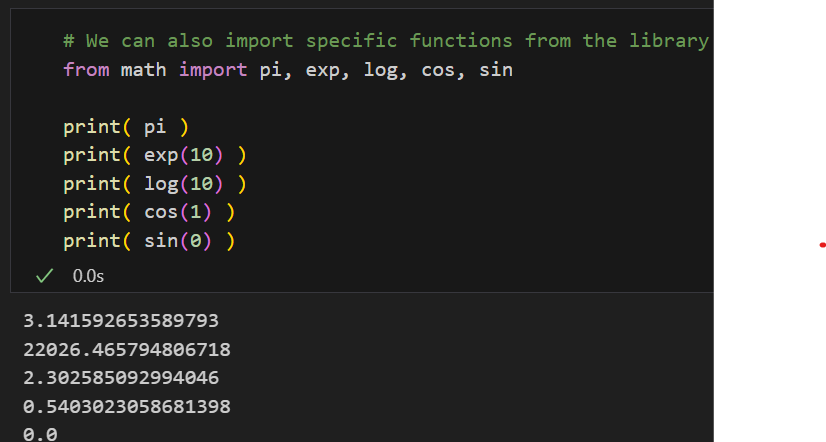 # We can also import specific functions from the library
from math import pi, exp, log, cos, sin
print( pi )
print( exp(10) )
print( log(10) )
print( cos(1) )
print( sin(0) )
0.0s
3.141592653589793
22026.465794806718
2.302585092994046
0.5403023058681398
0.0